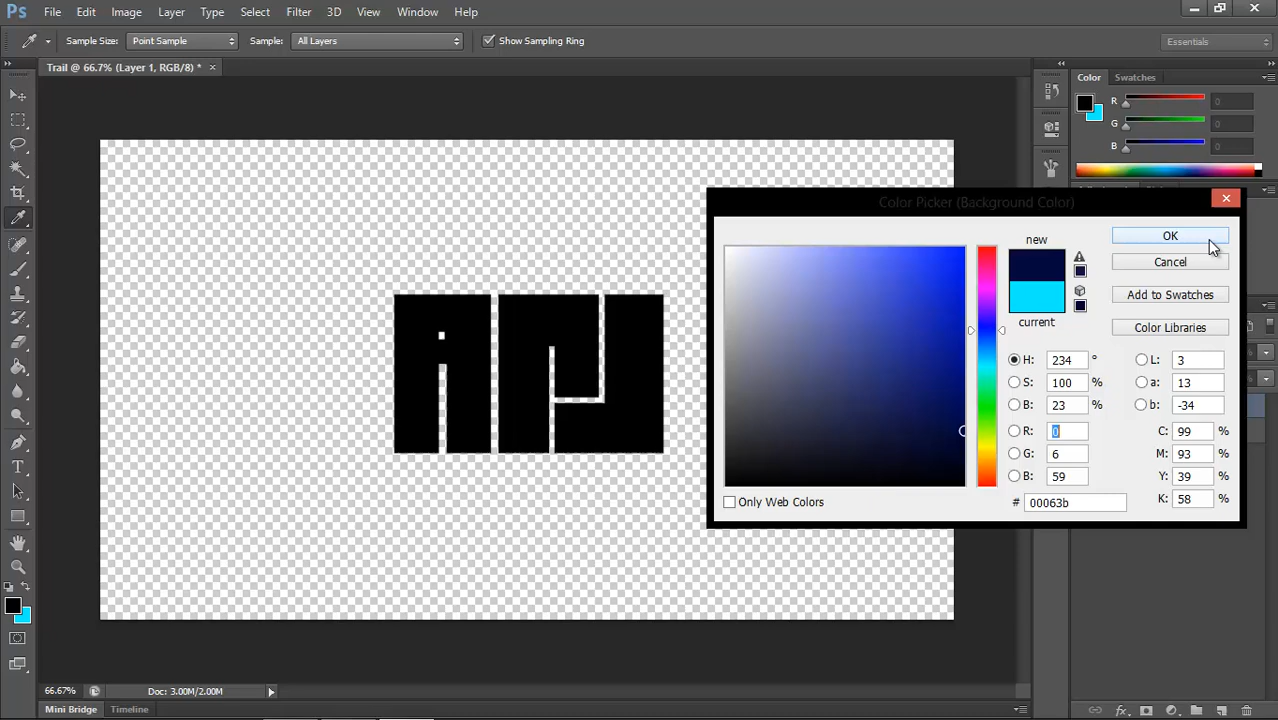 Ps File Edit Image Layer Type Select Filter 3D View Window Help
Sample Size: Point Sample Sample: All Layers Show Sampling Ring Essentials
Trail @ 66.7% (Layer 1, RGB/8) * ×
Color Swatches
R 0
G 0
B 0
Color Picker (Background Color)
new
current
OK
Cancel
Add to Swatches
Color Libraries
H: 234 °
S: 100 %
B: 23 %
R: 0
G: 6
B: 59
L: 3
a: 13
b: -34
C: 99 %
M: 93 %
Y: 39 %
K: 58 %
Only Web Colors
# 00063b
66.67% Doc: 3.00M/2.00M
Mini Bridge Timeline